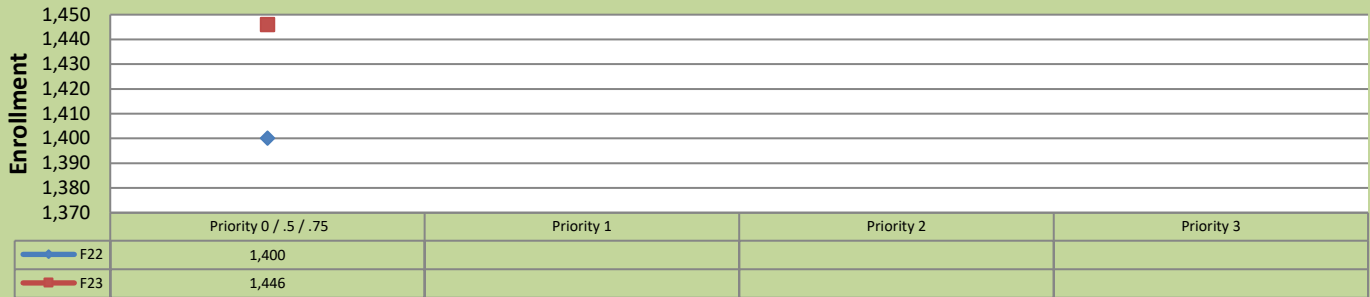 Enrollment
1,450
1,440
1,430
1,420
1,410
1,400
1,390
1,380
1,370
Priority 0 / .5 / .75 Priority 1 Priority 2 Priority 3
F22 1,400
F23 1,446